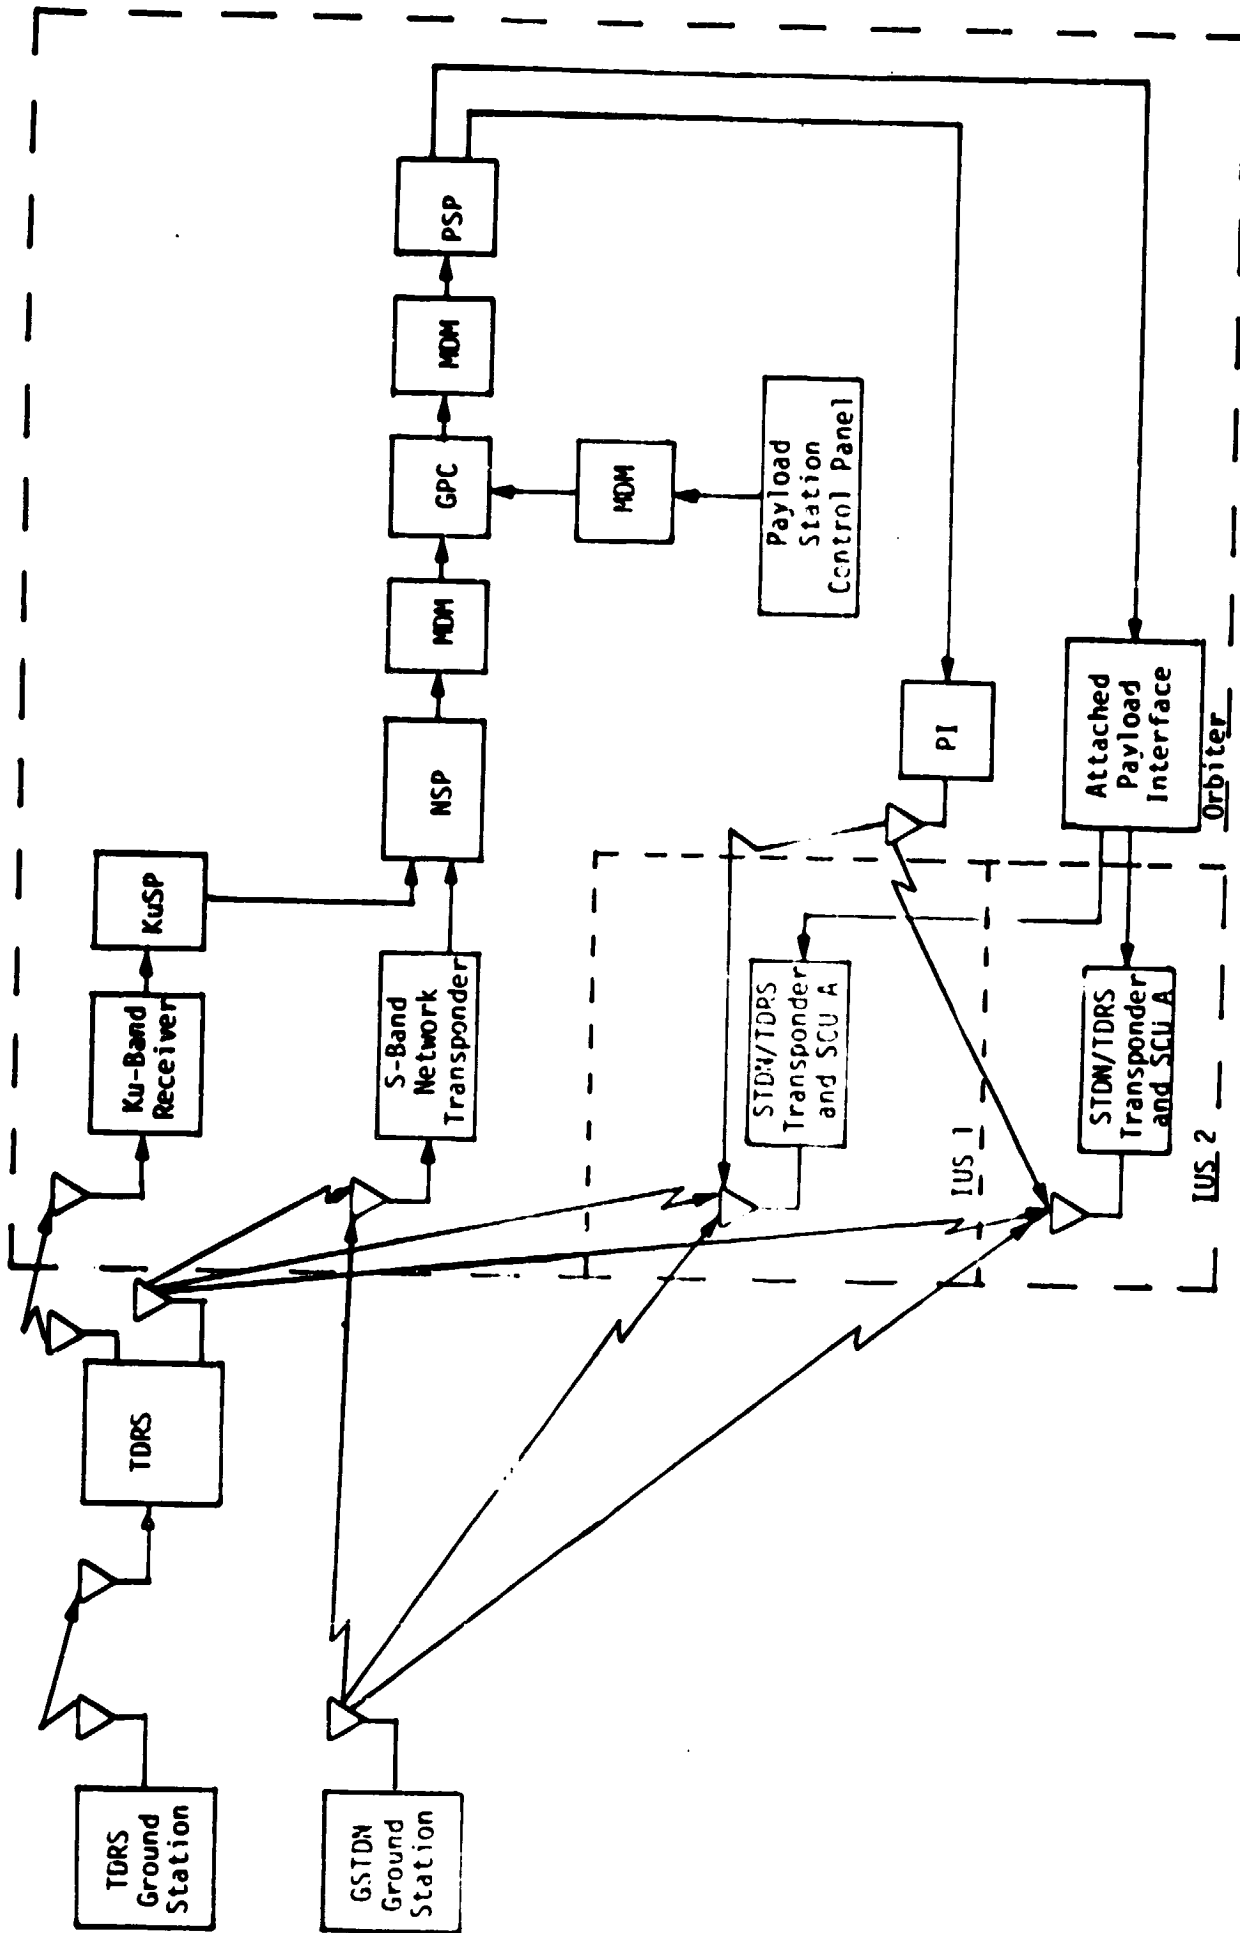 TDRS
Ground
Station
GSTDN
Ground
Station
TDRS
Ku-Band
Receiver
KuSP
S-Band
Network
Transponder
NSP
MDM
GPC
MDM
PSP
MDM
Payload
Station
Control Panel
PI
Attached
Payload
Interface
Orbiter
STDN/TDRS
Transponder
and SCU A
IUS 1
STDN/TDRS
Transponder
and SCU A
IUS 2